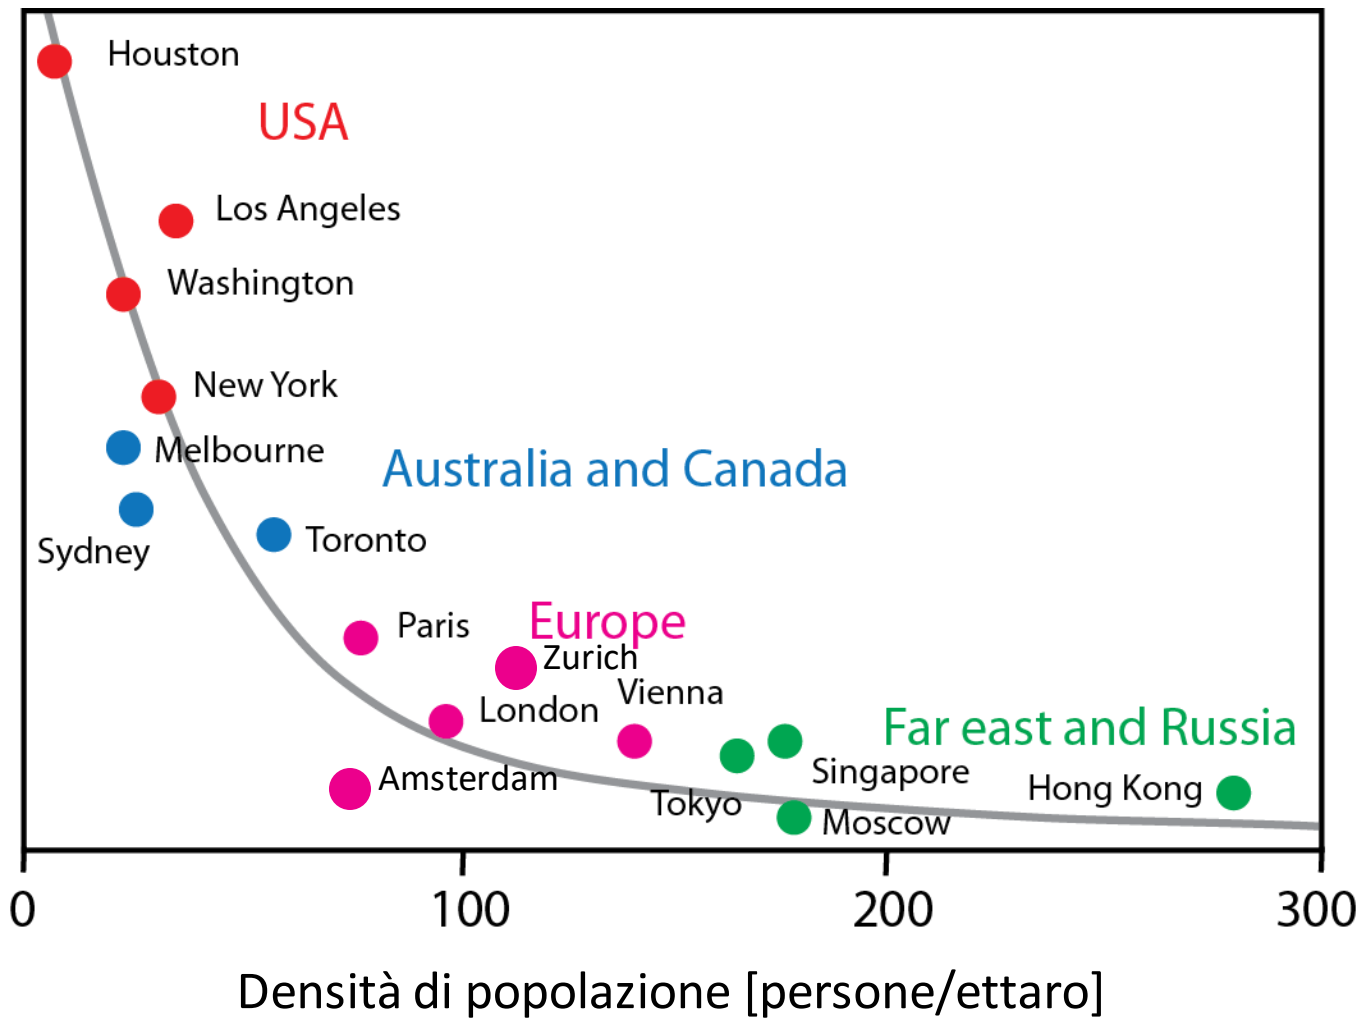 Houston
USA
Los Angeles
Washington
New York
Melbourne
Australia and Canada
Sydney
Toronto
Paris
Europe
Zurich
Vienna
London
Far east and Russia
Amsterdam
Singapore
Hong Kong
Tokyo
Moscow
0 100 200 300
Densità di popolazione [persone/ettaro]